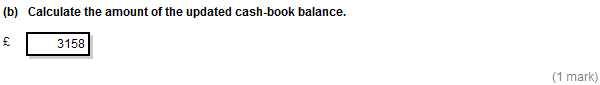 (b) Calculate the amount of the updated cash-book balance.
£ 3158
(1 mark)